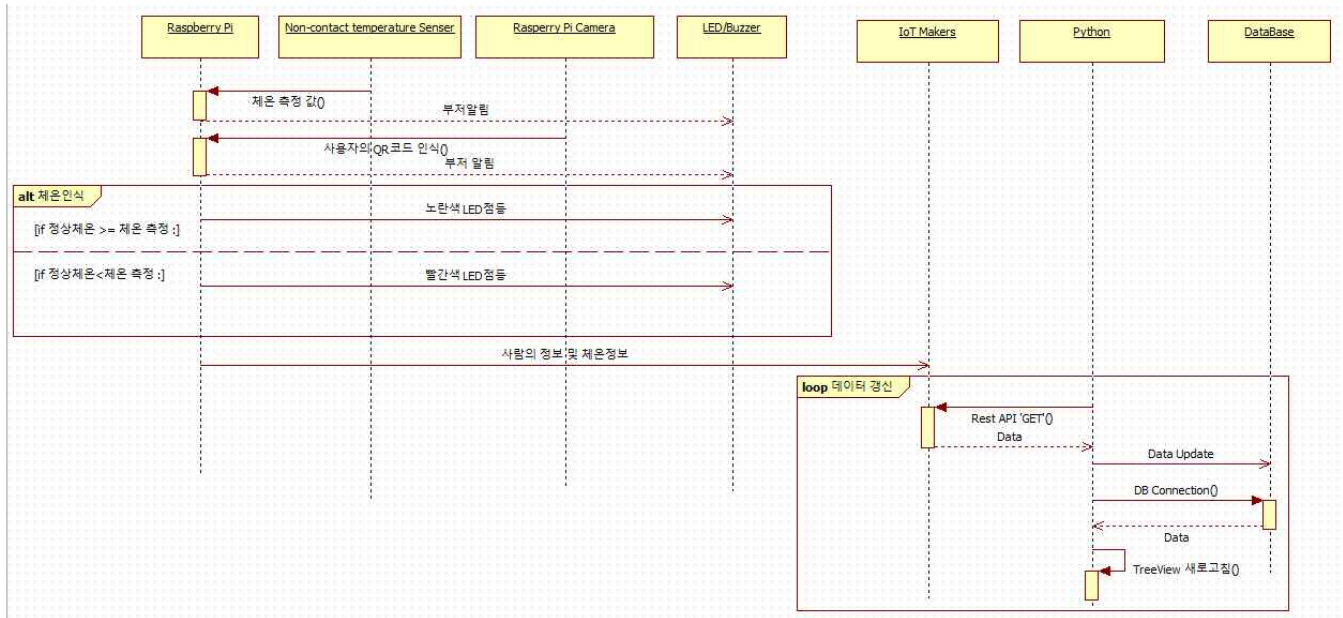 Raspberry Pi
Non-contact temperature Senser
Rasperry Pi Camera
LED/Buzzer
IoT Makers
Python
DataBase
체온 측정 값()
부저알림
사용자의 QR코드 인식()
부저 알림
alt 체온인식
[if 정상체온 >= 체온 측정 :]
노란색 LED점등
[if 정상체온<체온 측정 :]
빨간색 LED점등
사람의 정보 및 체온정보
loop 데이터 갱신
Rest API 'GET'()
Data
Data Update
DB Connection()
Data
TreeView 새로고침()